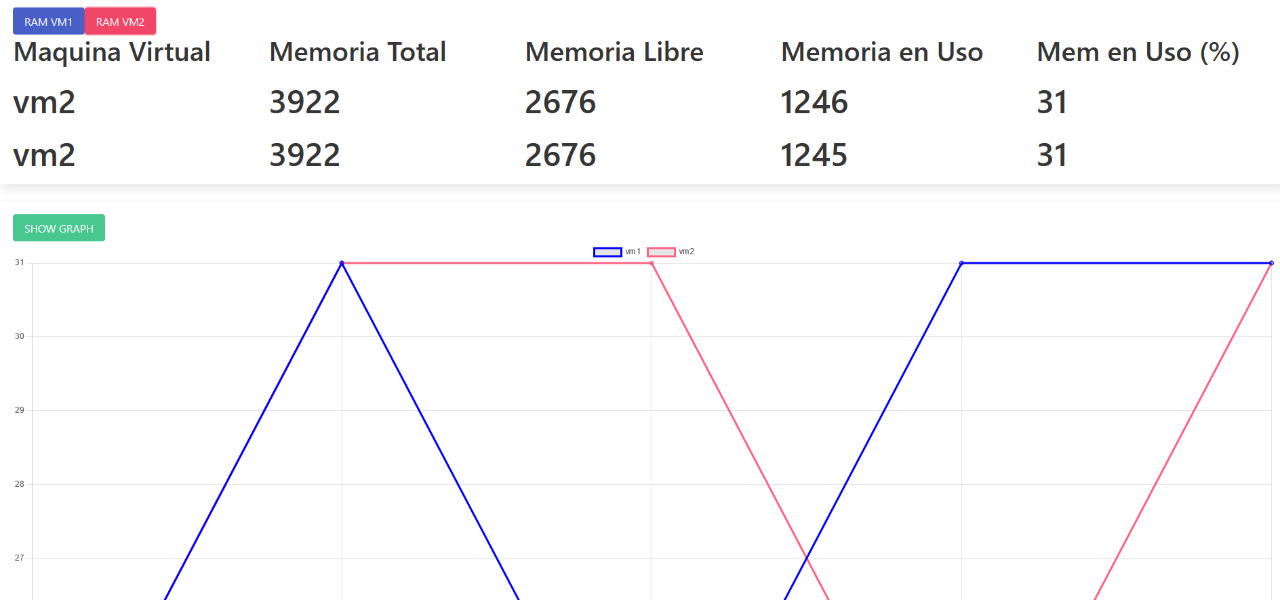 RAM VM1 RAM VM2
Maquina Virtual Memoria Total Memoria Libre Memoria en Uso Mem en Uso (%)
vm2 3922 2676 1246 31
vm2 3922 2676 1245 31
SHOW GRAPH
vm1 vm2
31
30
29
28
27